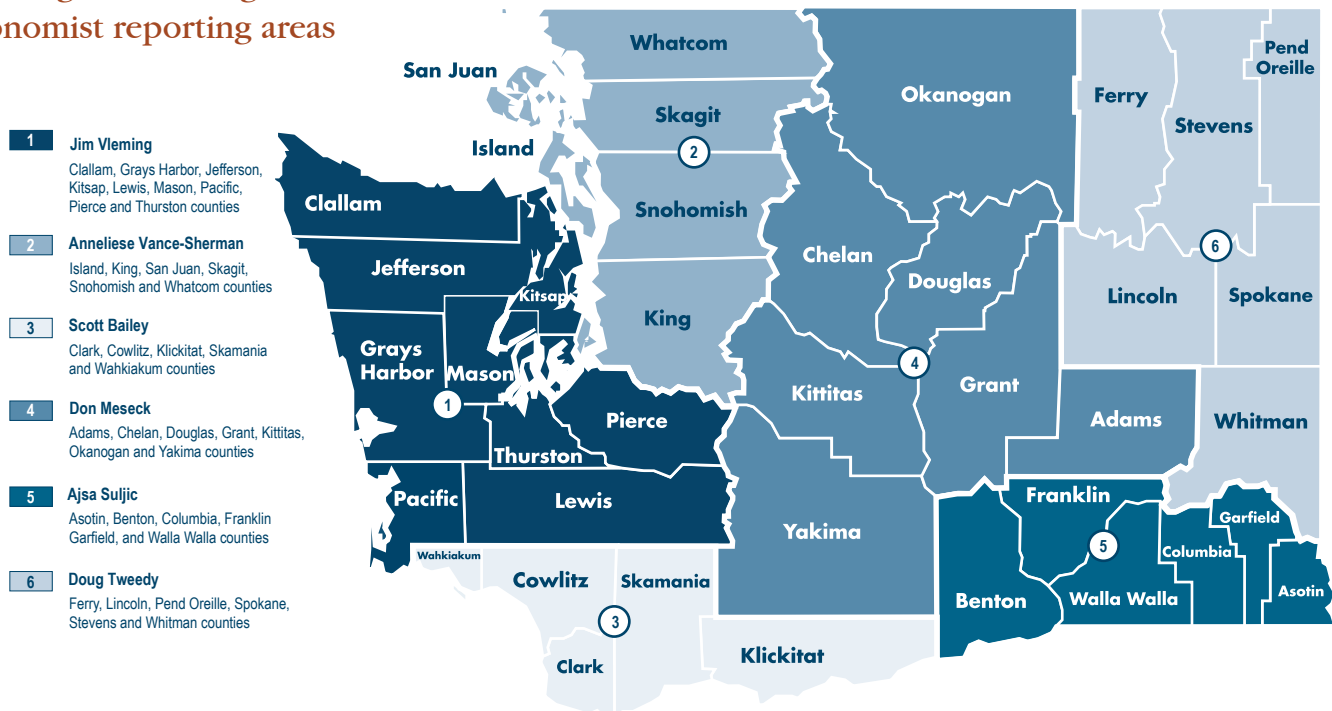 onomist reporting areas
1
Jim Vleming
Clallam, Grays Harbor, Jefferson,
Kitsap, Lewis, Mason, Pacific,
Pierce and Thurston counties
2
Anneliese Vance-Sherman
Island, King, San Juan, Skagit,
Snohomish and Whatcom counties
3
Scott Bailey
Clark, Cowlitz, Klickitat, Skamania
and Wahkiakum counties
4
Don Meseck
Adams, Chelan, Douglas, Grant, Kittitas,
Okanogan and Yakima counties
5
Ajsa Suljic
Asotin, Benton, Columbia, Franklin
Garfield, and Walla Walla counties
6
Doug Tweedy
Ferry, Lincoln, Pend Oreille, Spokane,
Stevens and Whitman counties
Whatcom
San Juan
Skagit
2
Island
Snohomish
King
Clallam
Jefferson
Kitsap
Grays
Harbor
Mason
1
Pierce
Thurston
Pacific
Lewis
Wahkiakum
Cowlitz
Skamania
3
Clark
Klickitat
Okanogan
Chelan
Douglas
4
Kittitas
Grant
Adams
Yakima
Ferry
Stevens
Pend
Oreille
6
Lincoln
Spokane
Whitman
Franklin
5
Benton
Walla Walla
Columbia
Garfield
Asotin